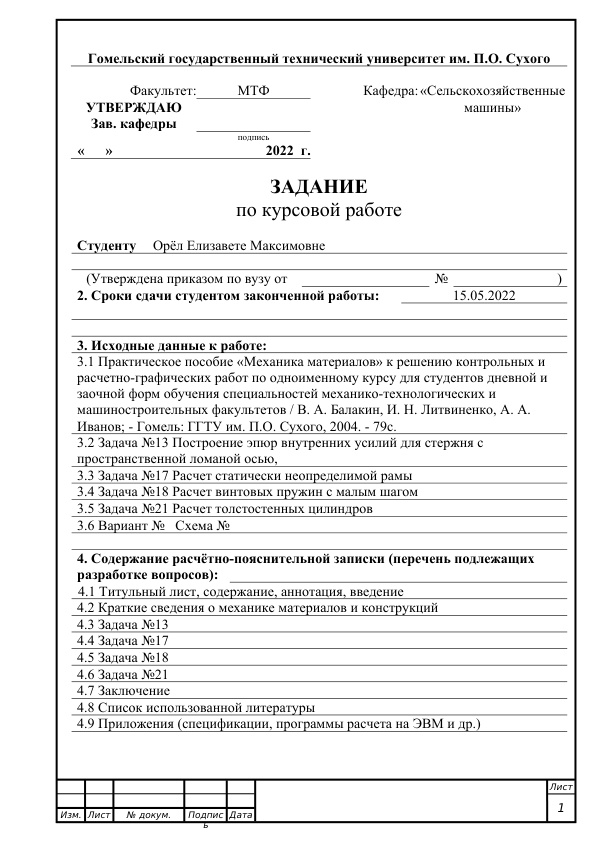 Гомельский государственный технический университет им. П.О. Сухого
Факультет: МТФ Кафедра: «Сельскохозяйственные
УТВЕРЖДАЮ машины»
Зав. кафедры
подпись
« » 2022 г.
ЗАДАНИЕ
по курсовой работе
Студенту Орёл Елизавете Максимовне
(Утверждена приказом по вузу от № )
2. Сроки сдачи студентом законченной работы: 15.05.2022
3. Исходные данные к работе:
3.1 Практическое пособие «Механика материалов» к решению контрольных и
расчетно-графических работ по одноименному курсу для студентов дневной и
заочной форм обучения специальностей механико-технологических и
машиностроительных факультетов / В. А. Балакин, И. Н. Литвиненко, А. А.
Иванов; - Гомель: ГГТУ им. П.О. Сухого, 2004. - 79с.
3.2 Задача №13 Построение эпюр внутренних усилий для стержня с
пространственной ломаной осью,
3.3 Задача №17 Расчет статически неопределимой рамы
3.4 Задача №18 Расчет винтовых пружин с малым шагом
3.5 Задача №21 Расчет толстостенных цилиндров
3.6 Вариант № Схема №
4. Содержание расчётно-пояснительной записки (перечень подлежащих
разработке вопросов):
4.1 Титульный лист, содержание, аннотация, введение
4.2 Краткие сведения о механике материалов и конструкций
4.3 Задача №13
4.4 Задача №17
4.5 Задача №18
4.6 Задача №21
4.7 Заключение
4.8 Список использованной литературы
4.9 Приложения (спецификации, программы расчета на ЭВМ и др.)
Лист
1
Изм. Лист № докум. Подпис Дата
ь